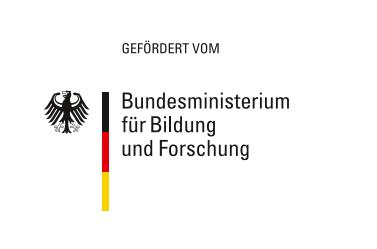 GEFÖRDERT VOM
Bundesministerium
für Bildung
und Forschung